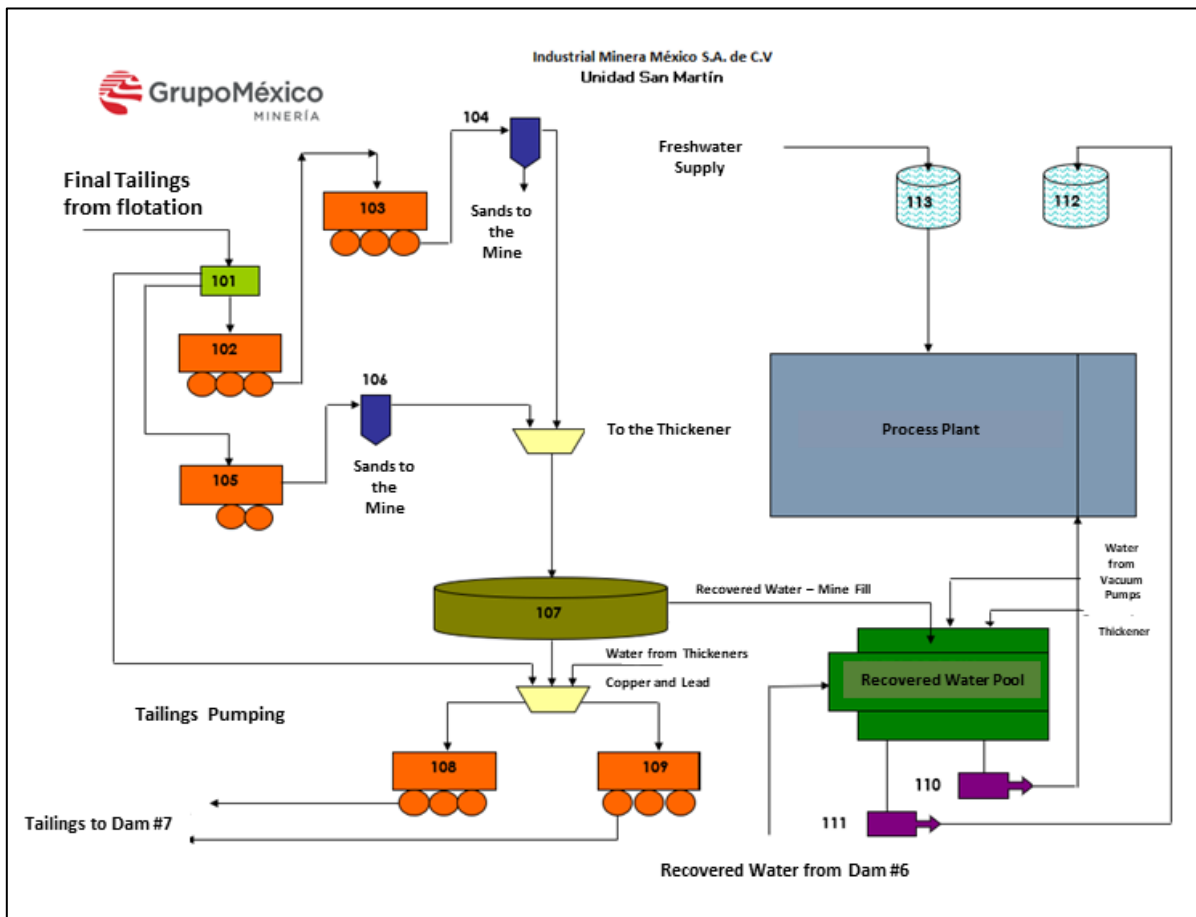 Industrial Minera México S.A. de C.V
Unidad San Martín
GrupoMéxico
MINERÍA
104
Freshwater
Supply
Final Tailings
from flotation
103
113
112
Sands to
the
Mine
101
102
106
To the Thickener
Process Plant
105
Sands to
the
Mine
Water
from
Vacuum
Pumps
Thickener
107
Recovered Water – Mine Fill
Water from Thickeners
Copper and Lead
Recovered Water Pool
Tailings Pumping
108
109
110
111
Tailings to Dam #7
Recovered Water from Dam #6